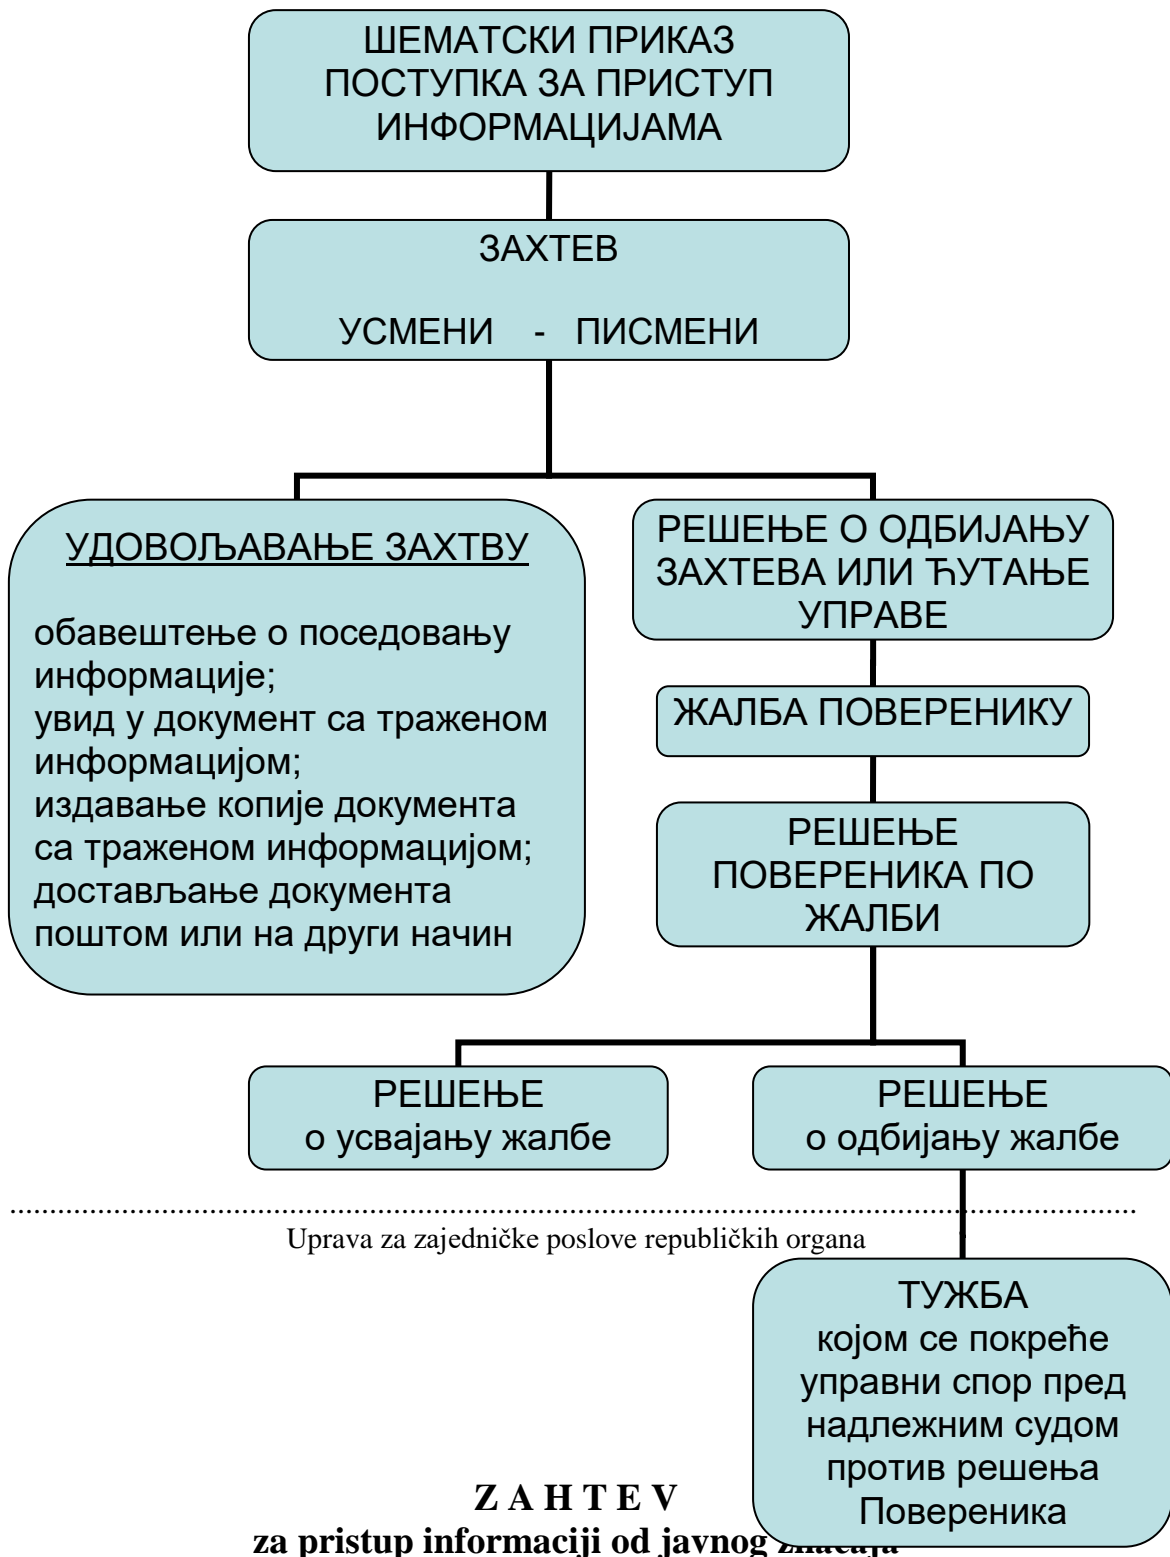 ШЕМАТСКИ ПРИКАЗ
ПОСТУПКА ЗА ПРИСТУП
ИНФОРМАЦИЈАМА
ЗАХТЕВ
УСМЕНИ - ПИСМЕНИ
УДОВОЉАВАЊЕ ЗАХТВУ
обавештење о поседовању
информације;
увид у документ са траженом
информацијом;
издавање копије документа
са траженом информацијом;
достављање документа
поштом или на други начин
РЕШЕЊЕ О ОДБИЈАЊУ
ЗАХТЕВА ИЛИ ЋУТАЊЕ
УПРАВЕ
ЖАЛБА ПОВЕРЕНИКУ
РЕШЕЊЕ
ПОВЕРЕНИКА ПО
ЖАЛБИ
РЕШЕЊЕ
о усвајању жалбе
РЕШЕЊЕ
о одбијању жалбе
Uprava za zajedničke poslove republičkih organa
ТУЖБА
којом се покреће
управни спор пред
надлежним судом
против решења
Повереника
Z A H T E V
za pristup informaciji od javnog